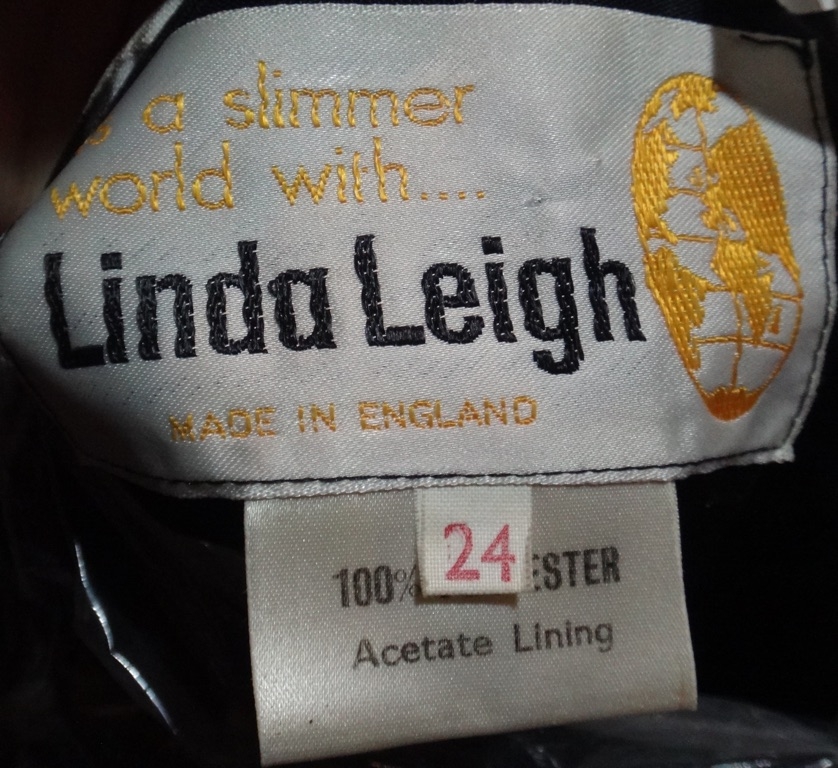 a slimmer
world with....
Linda Leigh
MADE IN ENGLAND
24
100% ESTER
Acetate Lining